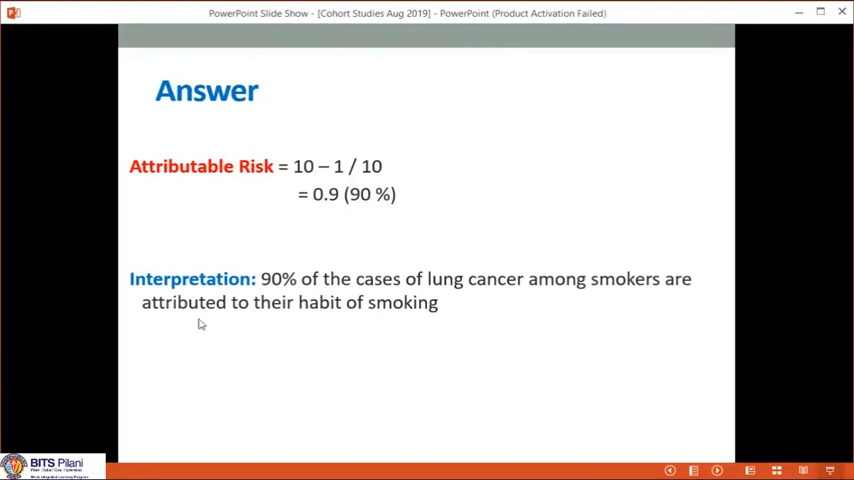 PowerPoint Slide Show - [Cohort Studies Aug 2019] - PowerPoint (Product Activation Failed)
Answer
Attributable Risk = 10 – 1 / 10
= 0.9 (90 %)
Interpretation: 90% of the cases of lung cancer among smokers are
attributed to their habit of smoking
BITS Pilani